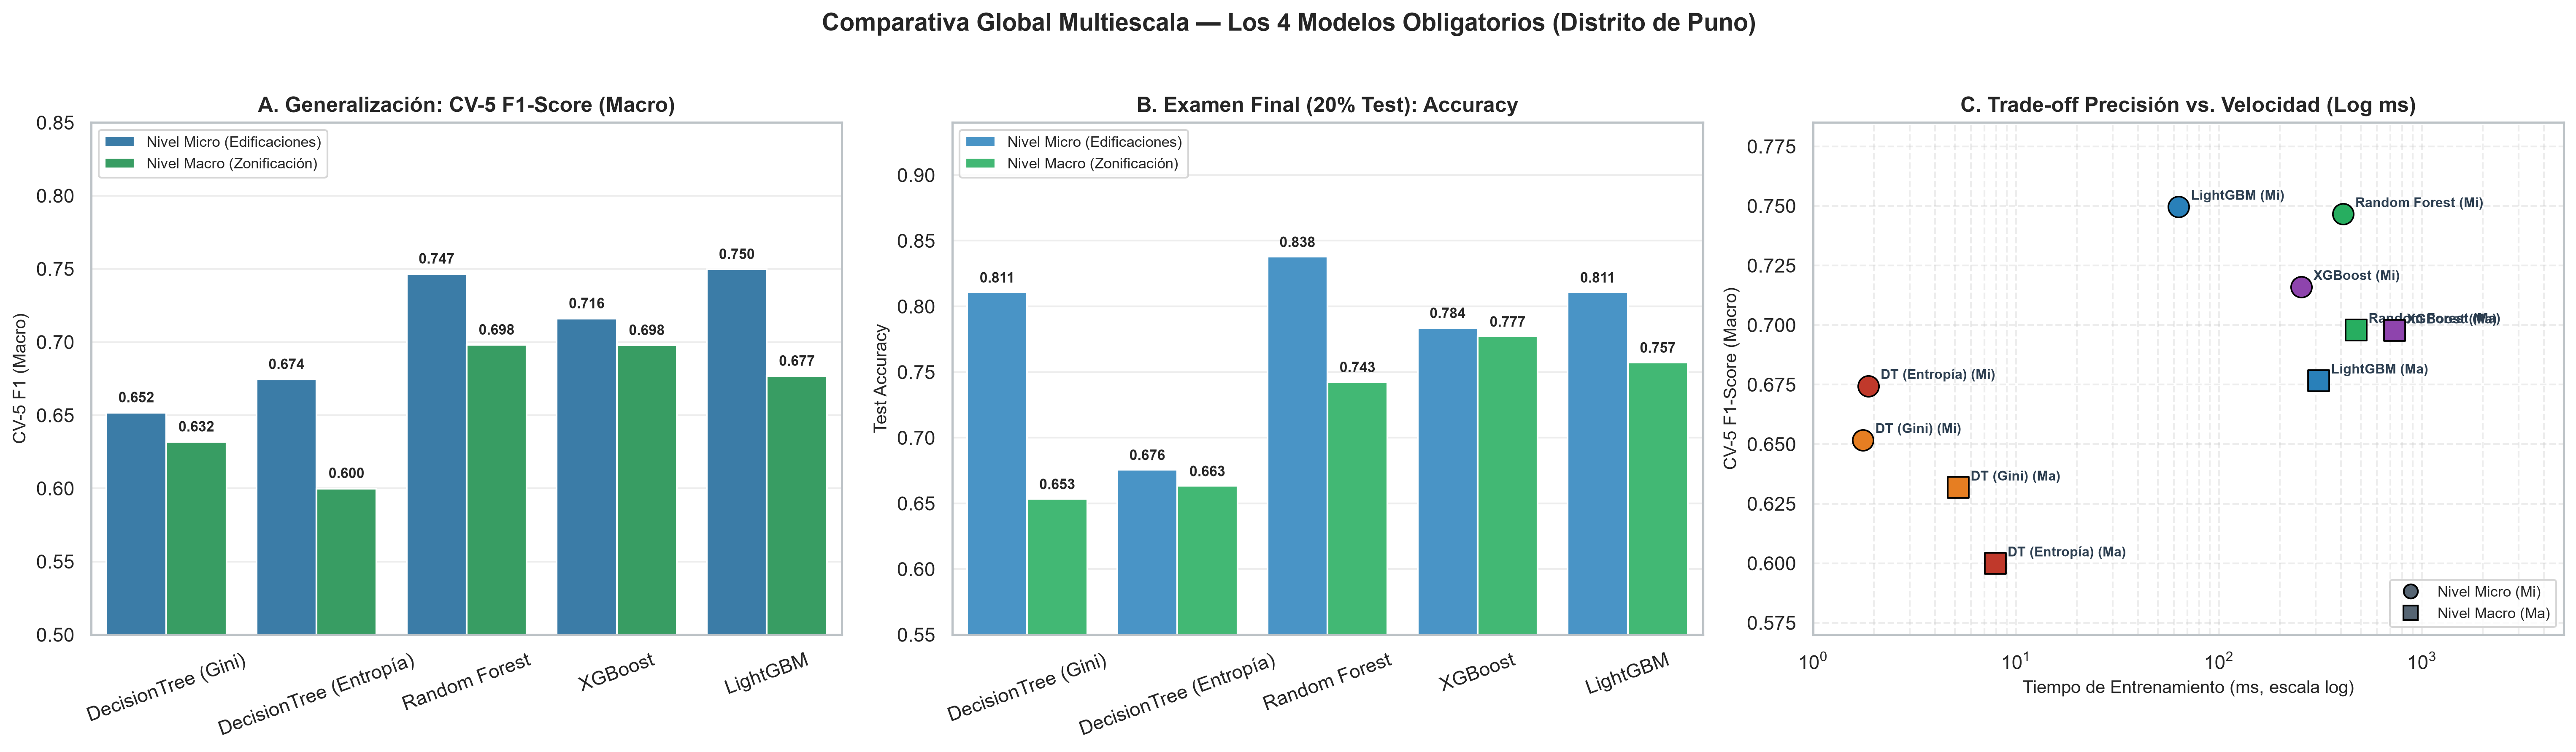 Comparativa Global Multiescala — Los 4 Modelos Obligatorios (Distrito de Puno)
A. Generalización: CV-5 F1-Score (Macro)
Nivel Micro (Edificaciones)
Nivel Macro (Zonificación)
CV-5 F1 (Macro)
0.85
0.80
0.75
0.70
0.65
0.60
0.55
0.50
0.652
0.632
0.674
0.600
0.747
0.698
0.716
0.698
0.750
0.677
DecisionTree (Gini)
DecisionTree (Entropía)
Random Forest
XGBoost
LightGBM
B. Examen Final (20% Test): Accuracy
Nivel Micro (Edificaciones)
Nivel Macro (Zonificación)
Test Accuracy
0.90
0.85
0.80
0.75
0.70
0.65
0.60
0.55
0.811
0.653
0.676
0.663
0.838
0.743
0.784
0.777
0.811
0.757
DecisionTree (Gini)
DecisionTree (Entropía)
Random Forest
XGBoost
LightGBM
C. Trade-off Precisión vs. Velocidad (Log ms)
CV-5 F1-Score (Macro)
0.775
0.750
0.725
0.700
0.675
0.650
0.625
0.600
0.575
LightGBM (Mi)
Random Forest (Mi)
XGBoost (Mi)
Random Forest (Ma)
XGBoost (Ma)
LightGBM (Ma)
DT (Entropía) (Mi)
DT (Gini) (Mi)
DT (Gini) (Ma)
DT (Entropía) (Ma)
Nivel Micro (Mi)
Nivel Macro (Ma)
10⁰
10¹
10²
10³
Tiempo de Entrenamiento (ms, escala log)